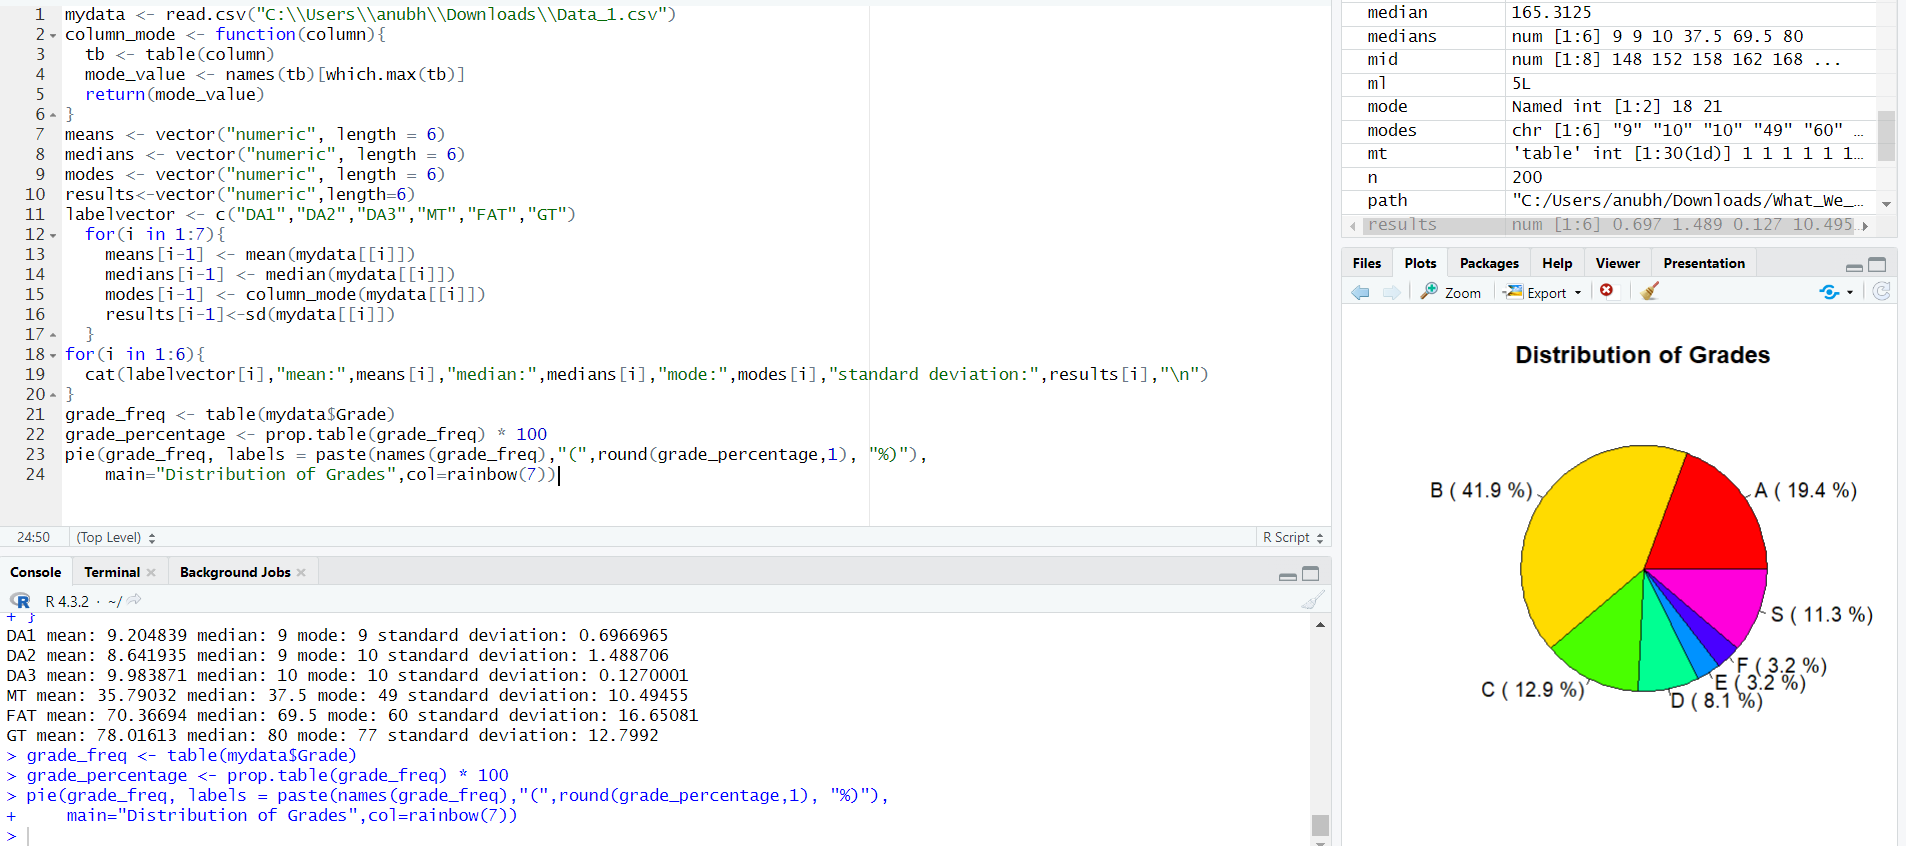 1 mydata <- read.csv("C:\\Users\\anubh\\Downloads\\Data_1.csv")
2 column_mode <- function(column){
3 tb <- table(column)
4 mode_value <- names(tb)[which.max(tb)]
5 return(mode_value)
6 }
7 means <- vector("numeric", length = 6)
8 medians <- vector("numeric", length = 6)
9 modes <- vector("numeric", length = 6)
10 results<-vector("numeric",length=6)
11 labelvector <- c("DA1","DA2","DA3","MT","FAT","GT")
12 for(i in 1:7){
13 means[i-1] <- mean(mydata[[i]])
14 medians[i-1] <- median(mydata[[i]])
15 modes[i-1] <- column_mode(mydata[[i]])
16 results[i-1]<-sd(mydata[[i]])
17 }
18 for(i in 1:6){
19 cat(labelvector[i],"mean:",means[i],"median:",medians[i],"mode:",modes[i],"standard deviation:",results[i],"\n")
20 }
21 grade_freq <- table(mydata$Grade)
22 grade_percentage <- prop.table(grade_freq) * 100
23 pie(grade_freq, labels = paste(names(grade_freq),"(",round(grade_percentage,1), "%)"),
24 main="Distribution of Grades",col=rainbow(7))
24:50 (Top Level) R Script
Console Terminal Background Jobs
R 4.3.2 · ~/
+ }
DA1 mean: 9.204839 median: 9 mode: 9 standard deviation: 0.6966965
DA2 mean: 8.641935 median: 9 mode: 10 standard deviation: 1.488706
DA3 mean: 9.983871 median: 10 mode: 10 standard deviation: 0.1270001
MT mean: 35.79032 median: 37.5 mode: 49 standard deviation: 10.49455
FAT mean: 70.36694 median: 69.5 mode: 60 standard deviation: 16.65081
GT mean: 78.01613 median: 80 mode: 77 standard deviation: 12.7992
> grade_freq <- table(mydata$Grade)
> grade_percentage <- prop.table(grade_freq) * 100
> pie(grade_freq, labels = paste(names(grade_freq),"(",round(grade_percentage,1), "%)"),
+ main="Distribution of Grades",col=rainbow(7))
>
median 165.3125
medians num [1:6] 9 9 10 37.5 69.5 80
mid num [1:8] 148 152 158 162 168 ...
ml 5L
mode Named int [1:2] 18 21
modes chr [1:6] "9" "10" "10" "49" "60" …
mt 'table' int [1:30(1d)] 1 1 1 1 1 1…
n 200
path "C:/Users/anubh/Downloads/What_We_…
results num [1:6] 0.697 1.489 0.127 10.495…
Files Plots Packages Help Viewer Presentation
Zoom Export
Distribution of Grades
B ( 41.9 %)
A ( 19.4 %)
S ( 11.3 %)
F ( 3.2 %)
E ( 3.2 %)
C ( 12.9 %)
D ( 8.1 %)